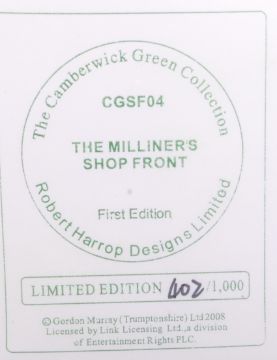 The Camberwick Green Collection
CGSF04
THE MILLINER'S
SHOP FRONT
First Edition
Robert Harrop Designs Limited
LIMITED EDITION 402/1,000
© Gordon Murray (Trumptonshire) Ltd 2008
Licensed by Link Licensing Ltd.,a division
of Entertainment Rights PLC.